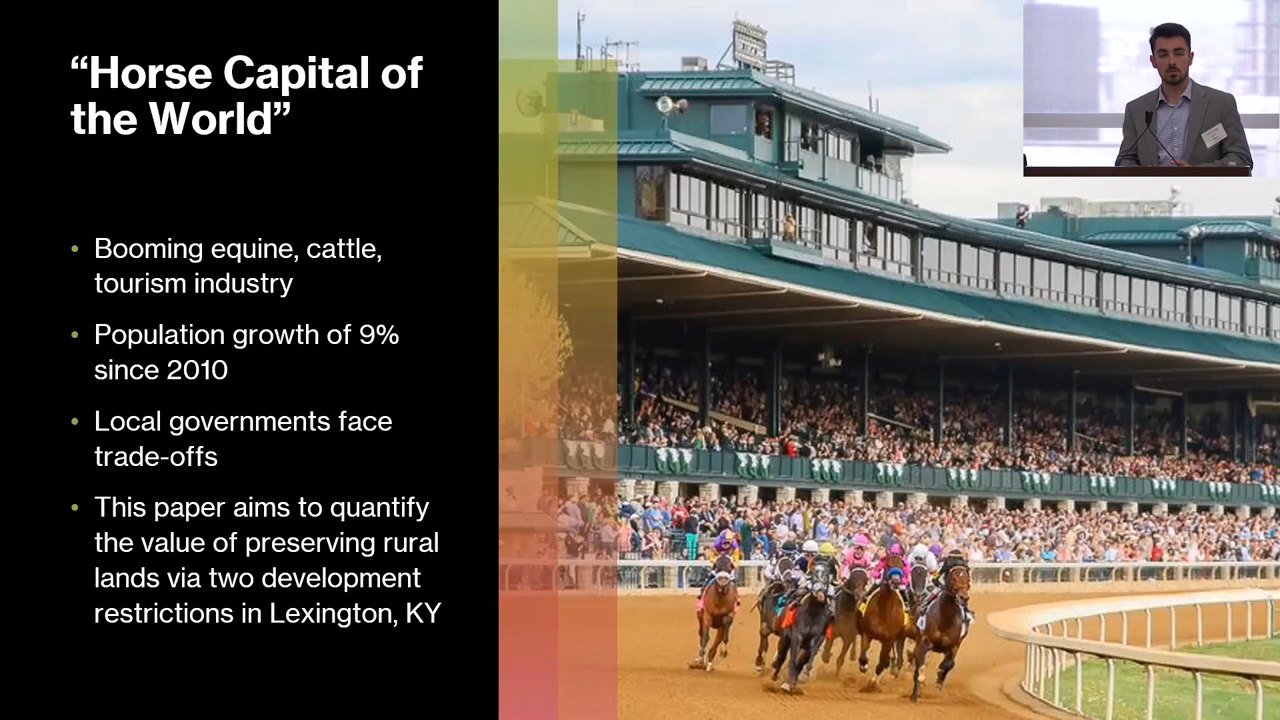 “Horse Capital of
the World”
• Booming equine, cattle,
tourism industry
• Population growth of 9%
since 2010
• Local governments face
trade-offs
• This paper aims to quantify
the value of preserving rural
lands via two development
restrictions in Lexington, KY